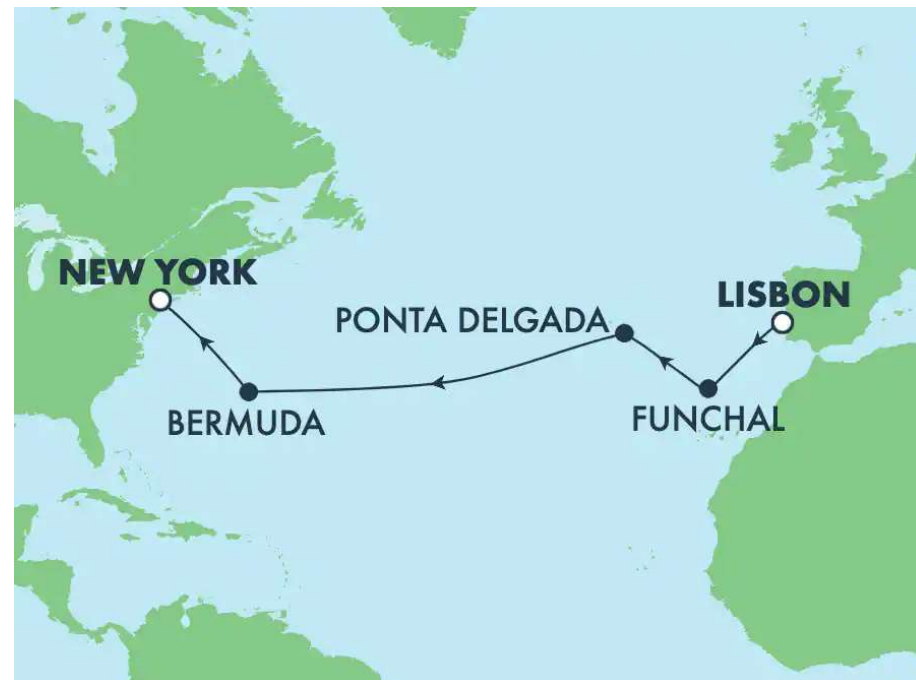 NEW YORK
LISBON
PONTA DELGADA
BERMUDA
FUNCHAL